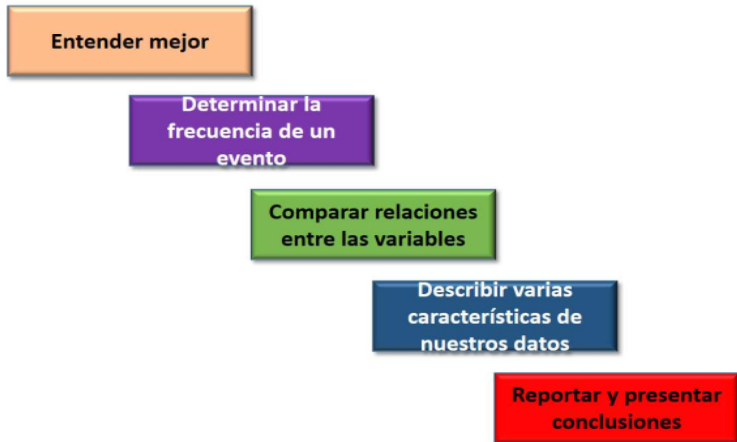 Entender mejor
Determinar la
frecuencia de un
evento
Comparar relaciones
entre las variables
Describir varias
características de
nuestros datos
Reportar y presentar
conclusiones